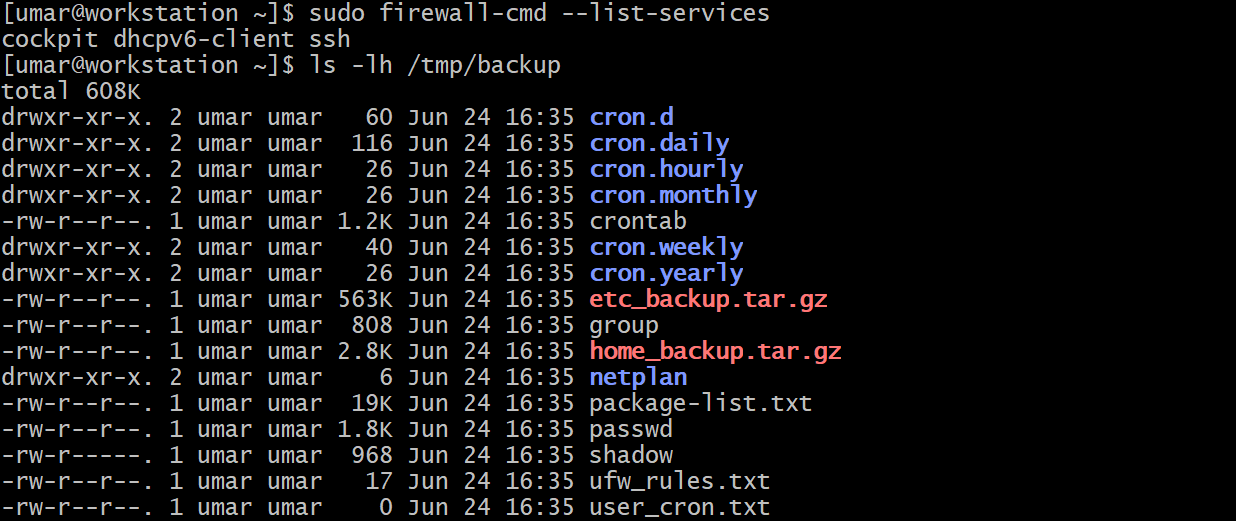 [umar@workstation ~]$ sudo firewall-cmd --list-services
cockpit dhcpv6-client ssh
[umar@workstation ~]$ ls -lh /tmp/backup
total 608K
drwxr-xr-x. 2 umar umar   60 Jun 24 16:35 cron.d
drwxr-xr-x. 2 umar umar  116 Jun 24 16:35 cron.daily
drwxr-xr-x. 2 umar umar   26 Jun 24 16:35 cron.hourly
drwxr-xr-x. 2 umar umar   26 Jun 24 16:35 cron.monthly
-rw-r--r--. 1 umar umar 1.2K Jun 24 16:35 crontab
drwxr-xr-x. 2 umar umar   40 Jun 24 16:35 cron.weekly
drwxr-xr-x. 2 umar umar   26 Jun 24 16:35 cron.yearly
-rw-r--r--. 1 umar umar 563K Jun 24 16:35 etc_backup.tar.gz
-rw-r--r--. 1 umar umar  808 Jun 24 16:35 group
-rw-r--r--. 1 umar umar 2.8K Jun 24 16:35 home_backup.tar.gz
drwxr-xr-x. 2 umar umar    6 Jun 24 16:35 netplan
-rw-r--r--. 1 umar umar  19K Jun 24 16:35 package-list.txt
-rw-r--r--. 1 umar umar 1.8K Jun 24 16:35 passwd
-rw-r-----. 1 umar umar  968 Jun 24 16:35 shadow
-rw-r--r--. 1 umar umar   17 Jun 24 16:35 ufw_rules.txt
-rw-r--r--. 1 umar umar    0 Jun 24 16:35 user_cron.txt